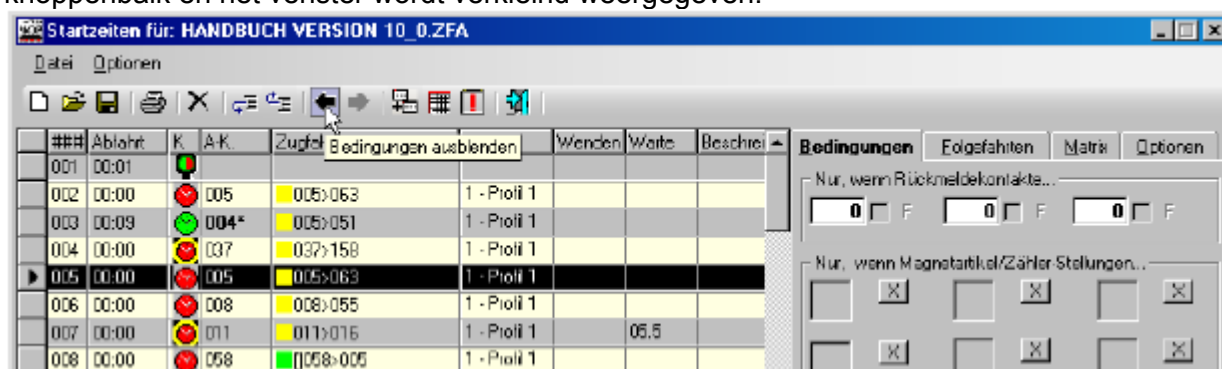 knoppenbalk en het venster wordt verkleind weergegeven.
Startzeiten für: HANDBUCH VERSION 10_0.ZFA
Datei Optionen
### Abfahrt K. A-K. Wenden Warte Beschrei
Bedingungen ausblenden
001 00:01
002 00:00 005 005>063 1 - Profil 1
003 00:09 004* 005>051 1 - Profil 1
004 00:00 037 037>158 1 - Profil 1
005 00:00 005 005>063 1 - Profil 1
006 00:00 008 008>055 1 - Profil 1
007 00:00 011 011>016 1 - Profil 1 05.5
008 00:00 058 []058>005 1 - Profil 1
Bedingungen Folgefahrten Matrix Optionen
Nur, wenn Rückmeldekontakte...
0 F 0 F 0 F
Nur, wenn Magnetartikel/Zähler-Stellungen...
X X X
X X X